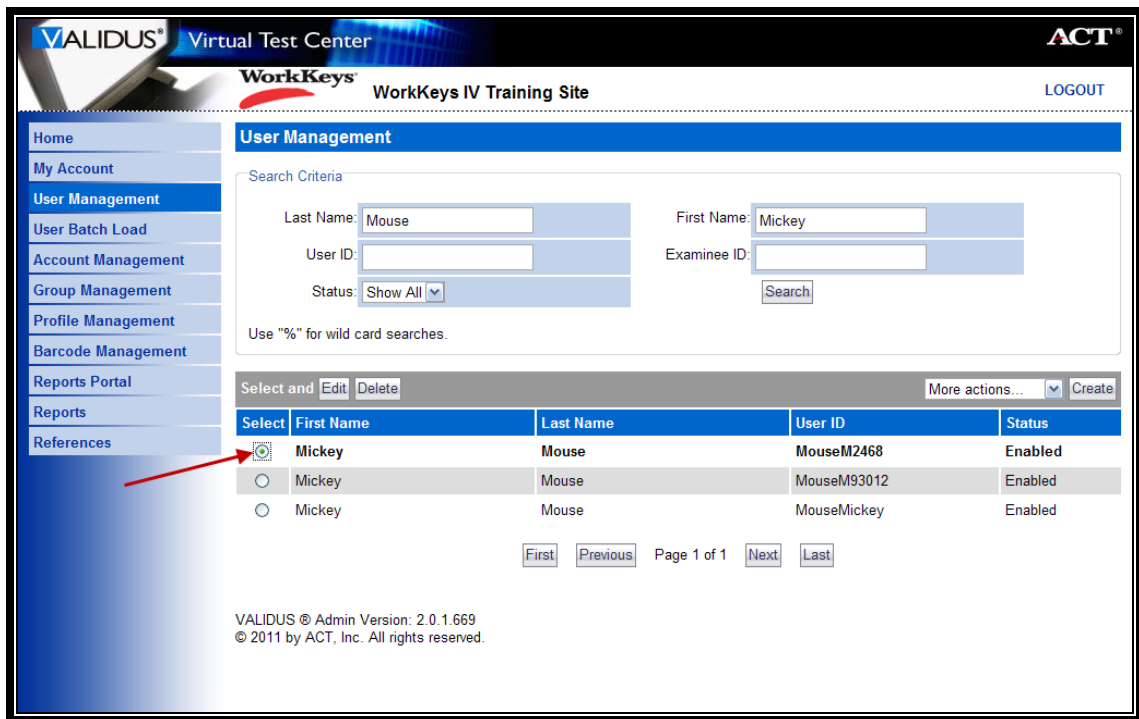 VALIDUS® Virtual Test Center ACT®
WorkKeys® WorkKeys IV Training Site LOGOUT
Home
My Account
User Management
User Batch Load
Account Management
Group Management
Profile Management
Barcode Management
Reports Portal
Reports
References
User Management
Search Criteria
Last Name: Mouse First Name: Mickey
User ID: Examinee ID:
Status: Show All Search
Use "%" for wild card searches.
Select and Edit Delete More actions... Create
Select First Name Last Name User ID Status
Mickey Mouse MouseM2468 Enabled
Mickey Mouse MouseM93012 Enabled
Mickey Mouse MouseMickey Enabled
First Previous Page 1 of 1 Next Last
VALIDUS ® Admin Version: 2.0.1.669
© 2011 by ACT, Inc. All rights reserved.